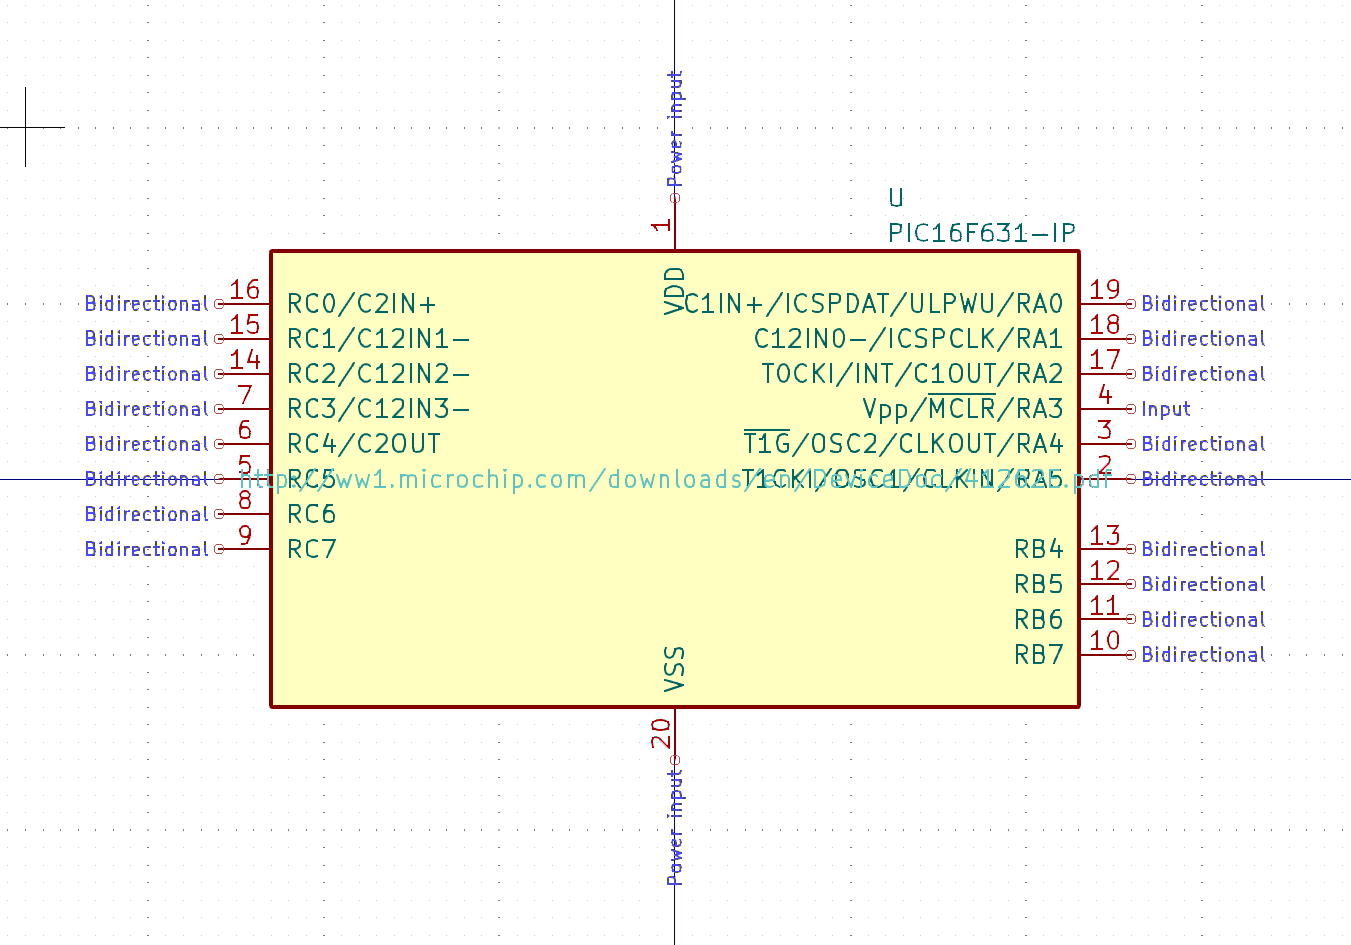 Power input
1
U
PIC16F631-IP
VDD
Bidirectional 16 RC0/C2IN+ C1IN+/ICSPDAT/ULPWU/RA0 19 Bidirectional
Bidirectional 15 RC1/C12IN1- C12IN0-/ICSPCLK/RA1 18 Bidirectional
Bidirectional 14 RC2/C12IN2- T0CKI/INT/C1OUT/RA2 17 Bidirectional
Bidirectional 7 RC3/C12IN3- Vpp/MCLR/RA3 4 Input
Bidirectional 6 RC4/C2OUT T1G/OSC2/CLKOUT/RA4 3 Bidirectional
Bidirectional 5 RC5 T1CKI/OSC1/CLKIN/RA5 2 Bidirectional
http://ww1.microchip.com/downloads/en/DeviceDoc/41262E.pdf
Bidirectional 8 RC6
Bidirectional 9 RC7 RB4 13 Bidirectional
RB5 12 Bidirectional
RB6 11 Bidirectional
RB7 10 Bidirectional
VSS
20
Power input